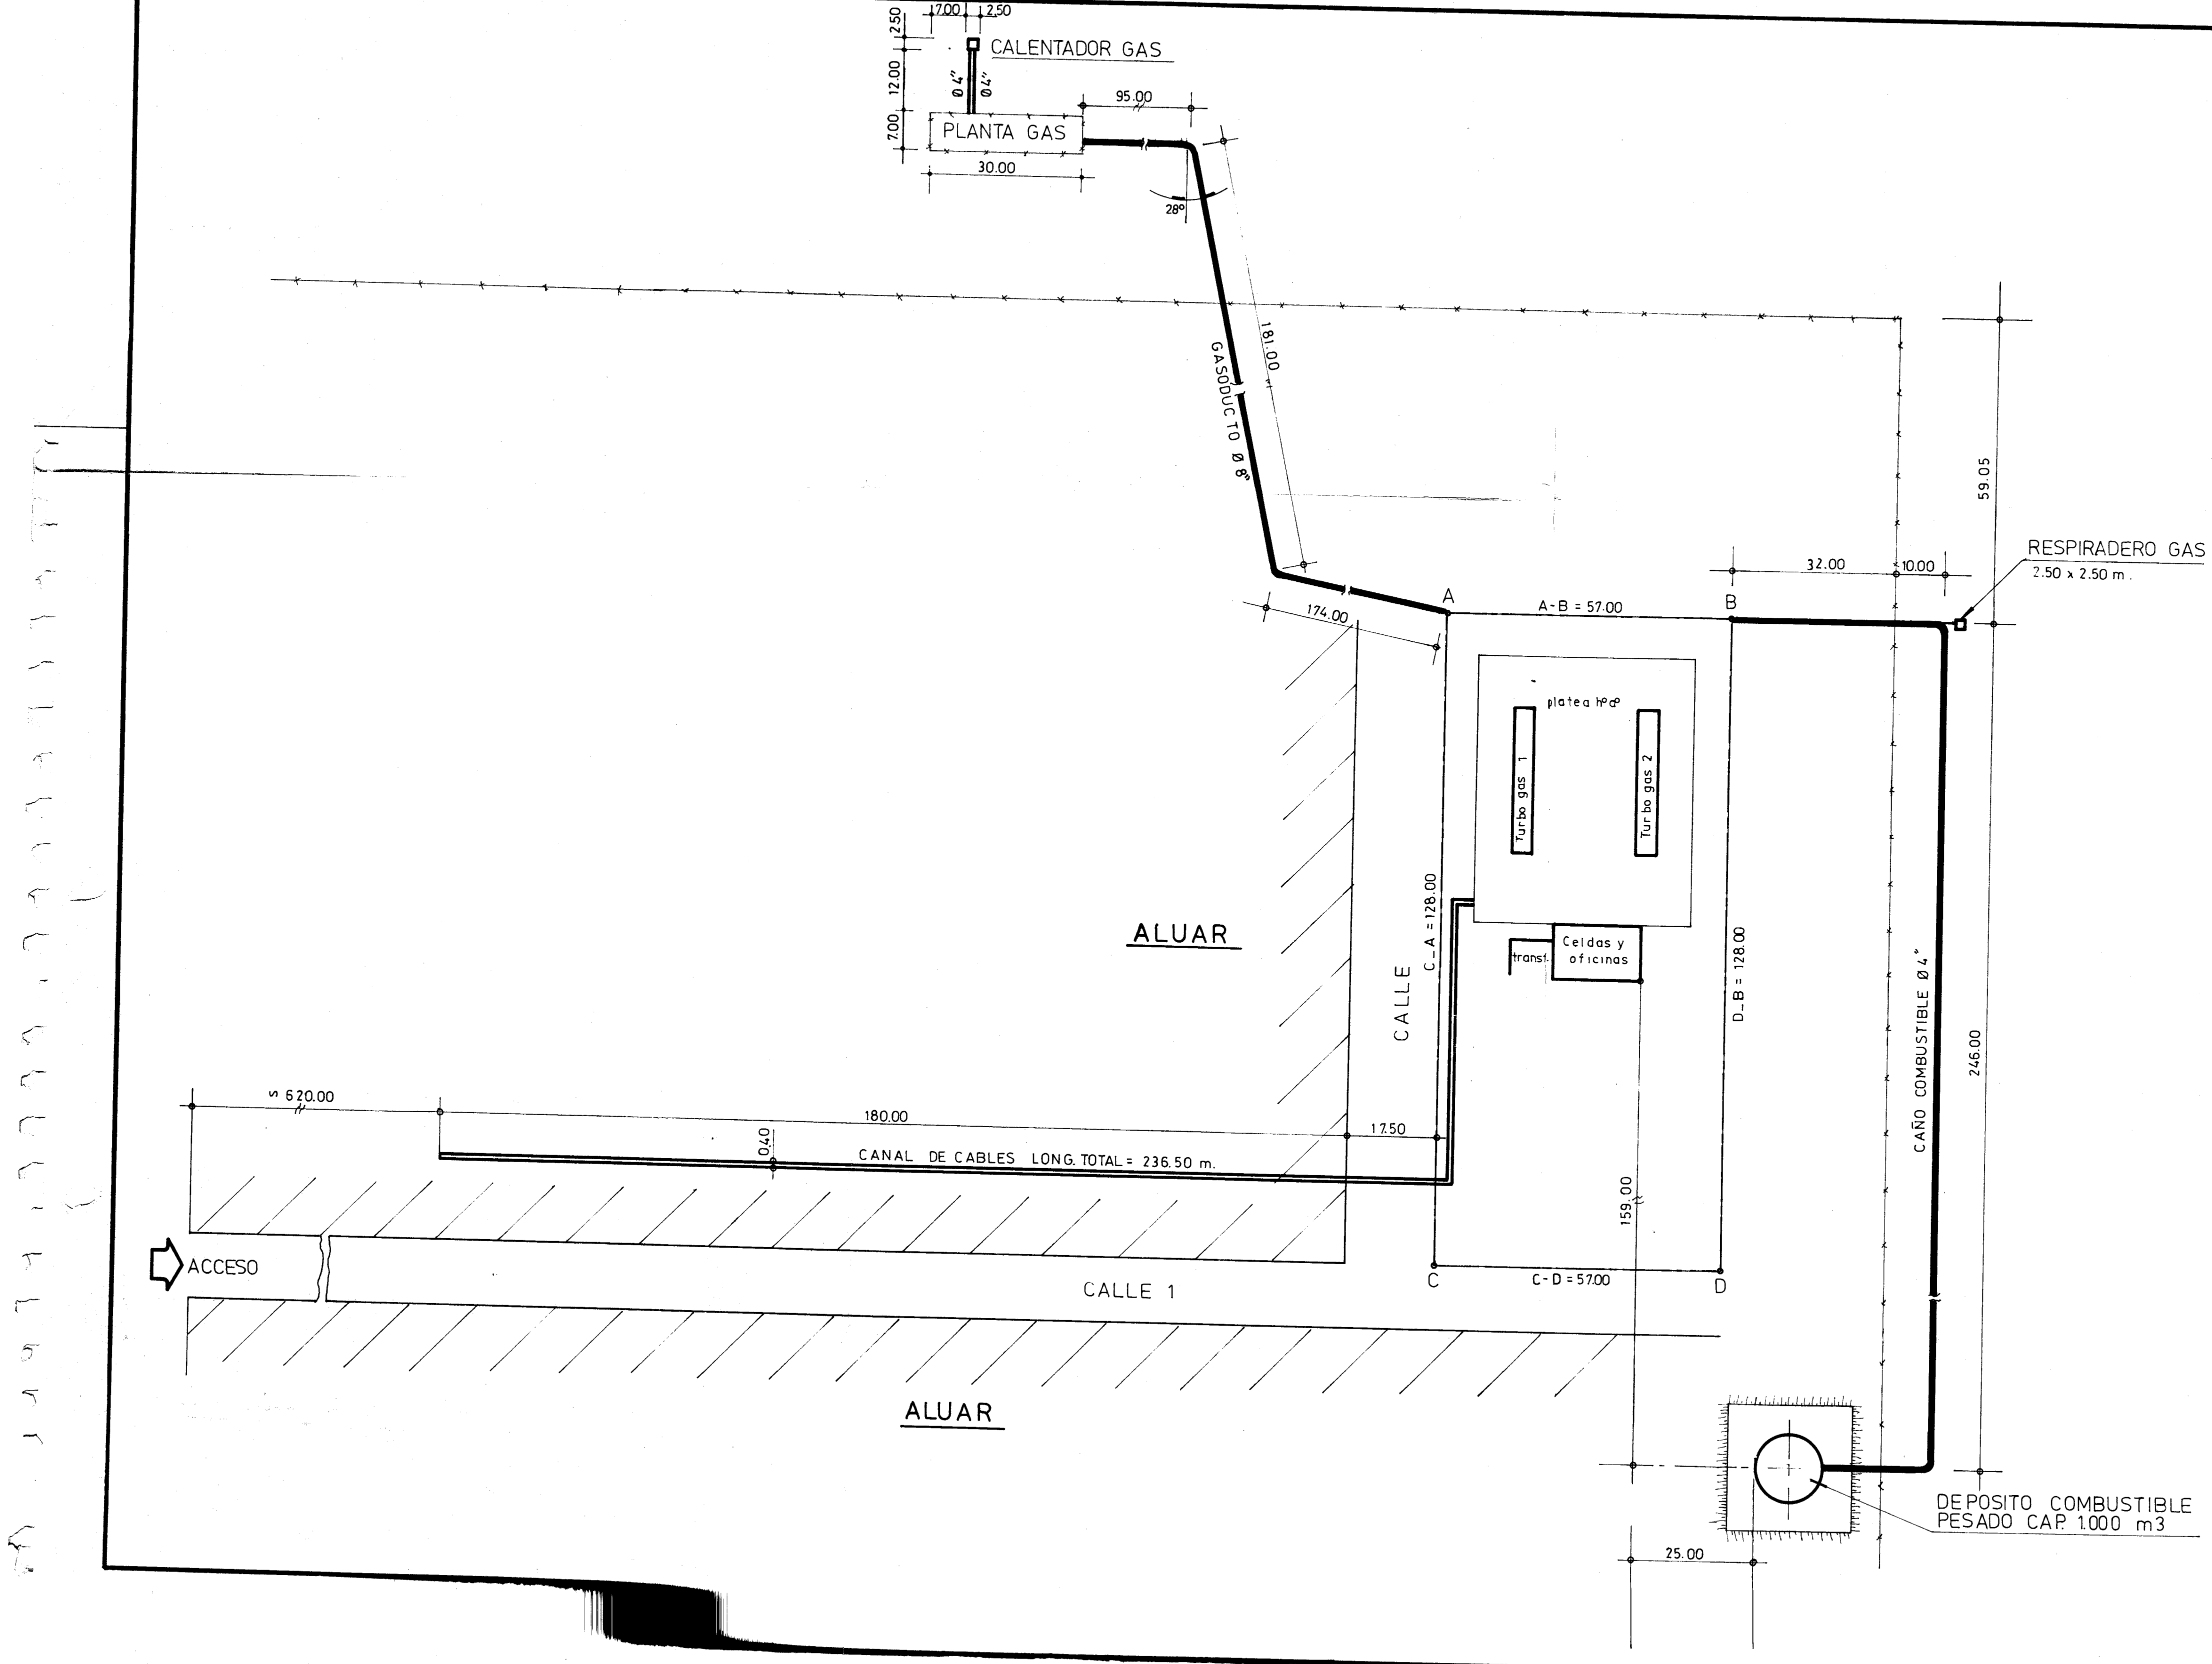 7.00
2.50
2.50
12.00
7.00
CALENTADOR GAS
Ø 4"
Ø 4"
95.00
PLANTA GAS
30.00
28º
181.00
GASODUCTO Ø 8"
59.05
RESPIRADERO GAS
2.50 x 2.50 m.
32.00
10.00
174.00
A
A-B = 57.00
B
platea hºaº
Turbo gas 1
Turbo gas 2
ALUAR
CALLE
C_A = 128.00
transf.
Celdas y
oficinas
D_B = 128.00
CAÑO COMBUSTIBLE Ø 4"
246.00
620.00
180.00
17.50
0.40
CANAL DE CABLES LONG. TOTAL = 236.50 m.
159.00
ACCESO
CALLE 1
C
C-D = 57.00
D
ALUAR
DEPOSITO COMBUSTIBLE
PESADO CAP. 1.000 m3
25.00